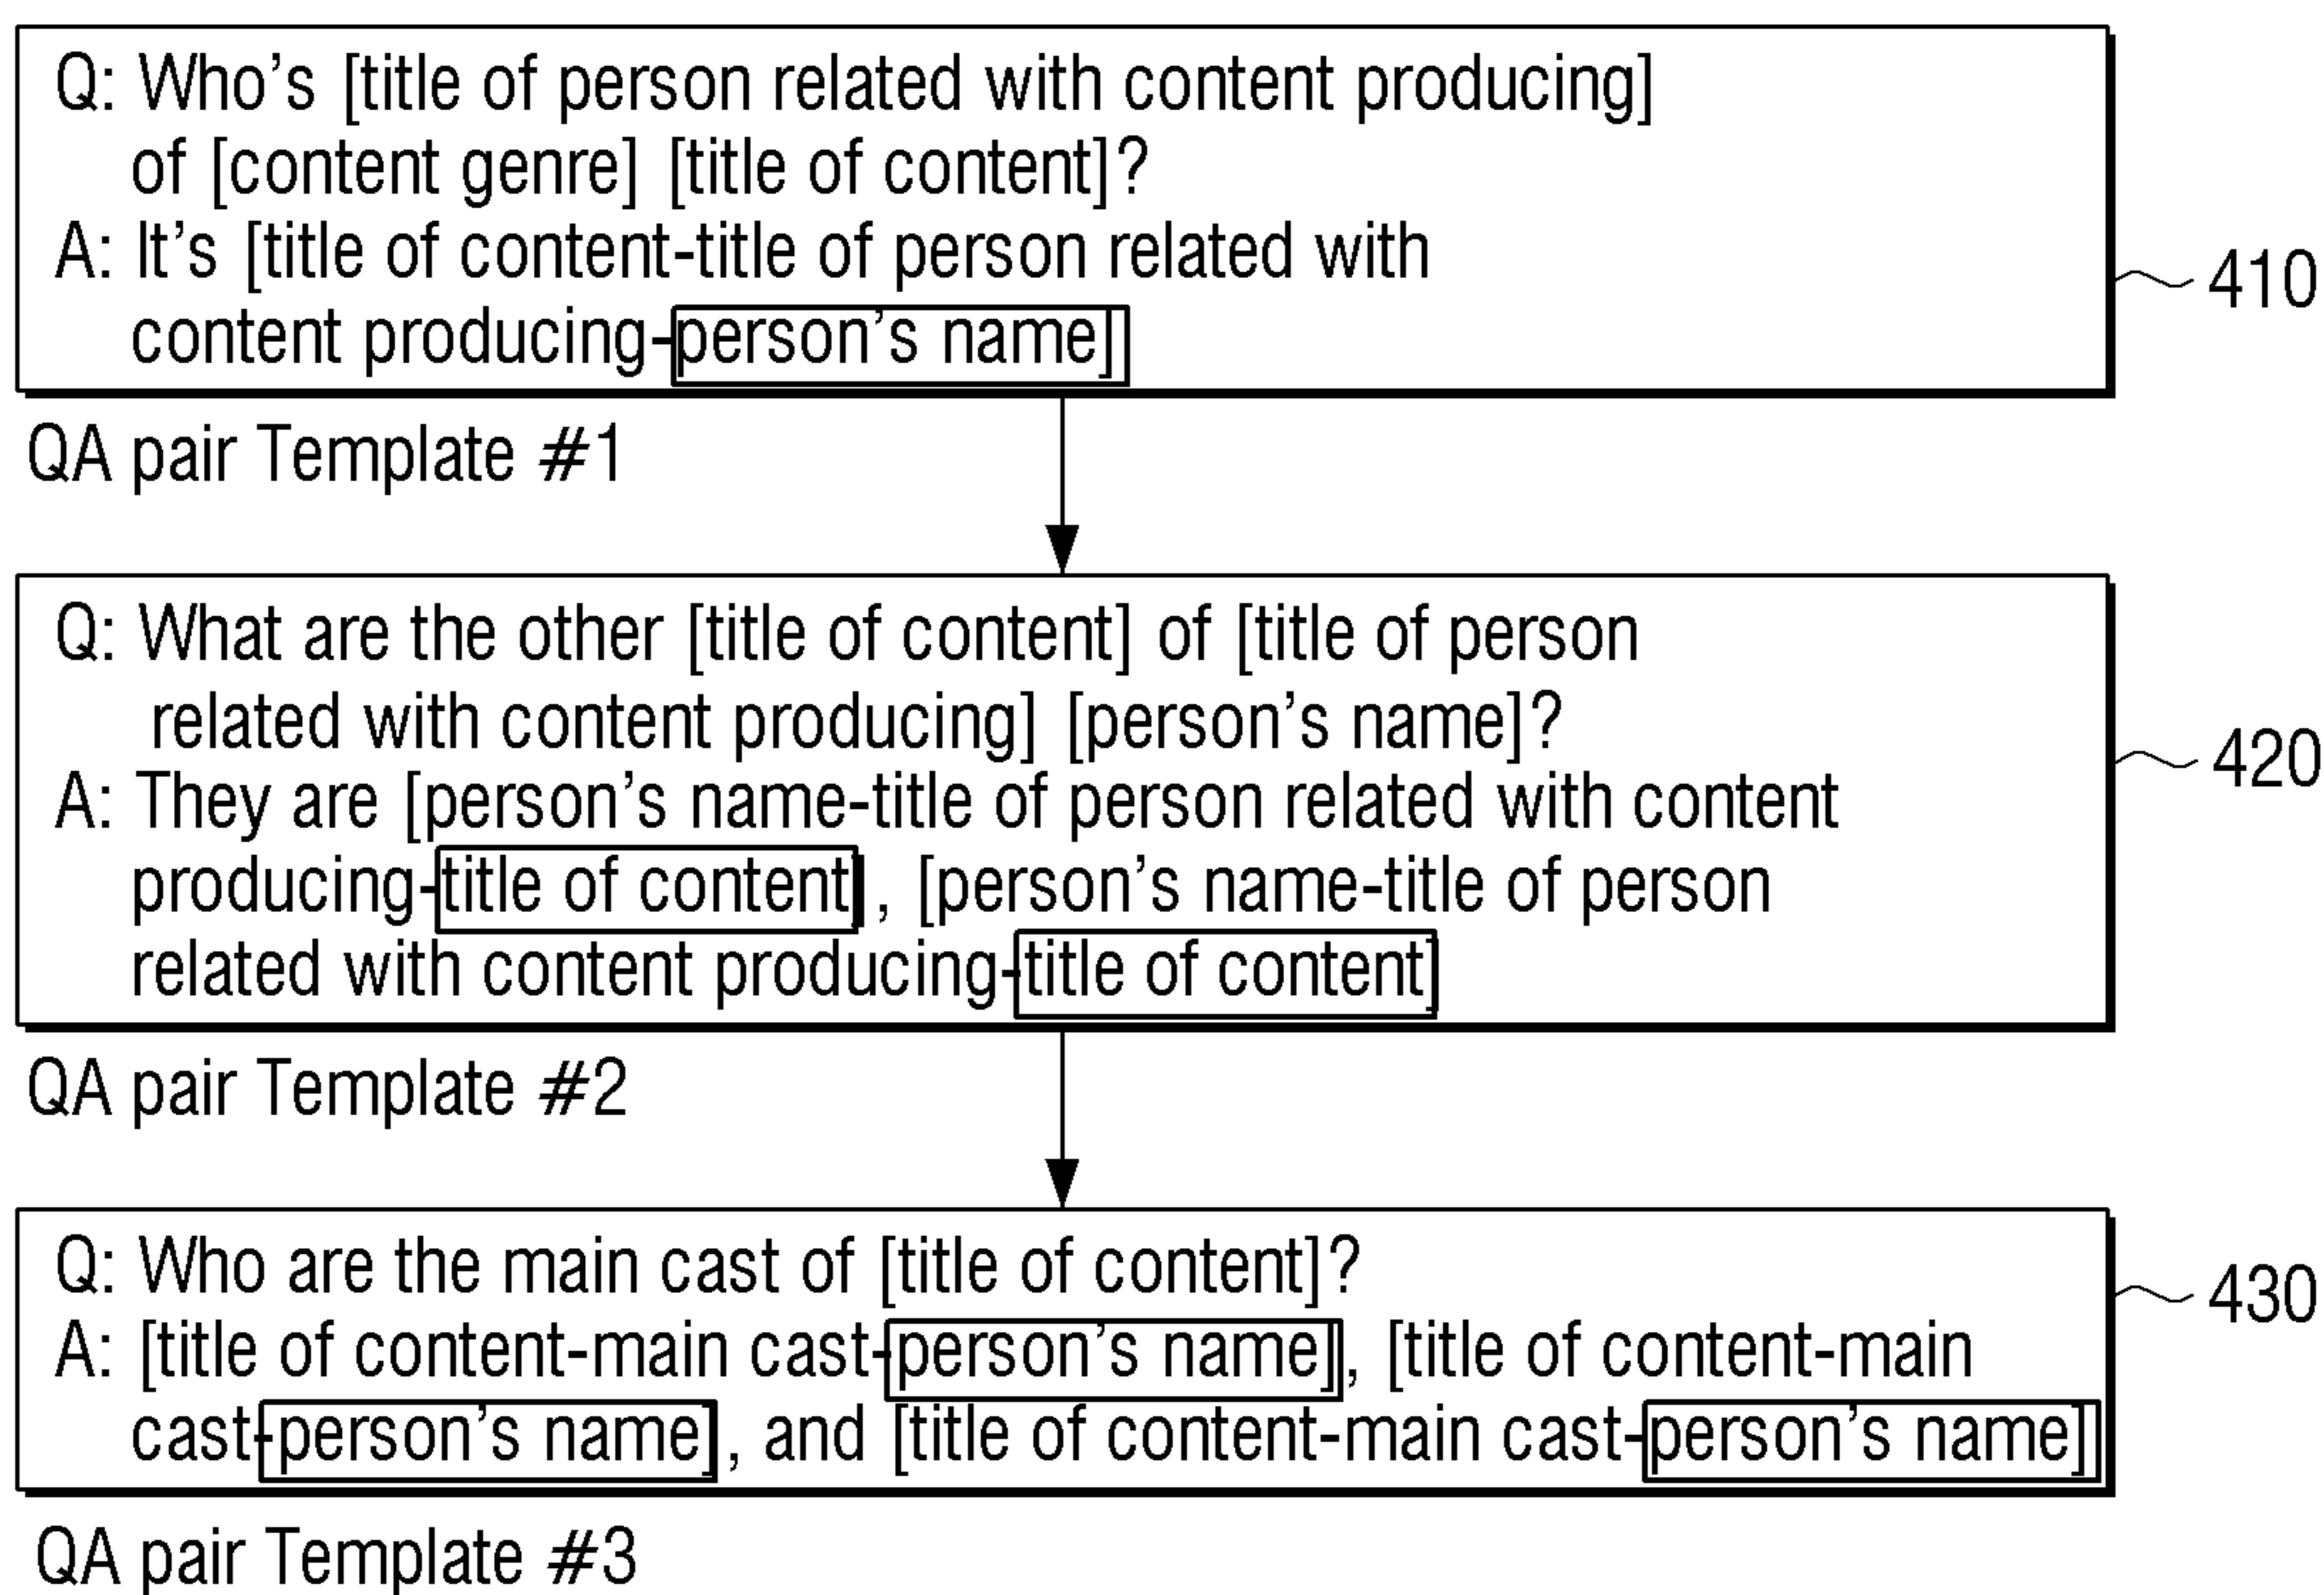 Q: Who's [title of person related with content producing]
of [content genre] [title of content]?
A: It's [title of content-title of person related with
content producing-person's name]
410
QA pair Template #1
Q: What are the other [title of content] of [title of person
related with content producing] [person's name]?
A: They are [person's name-title of person related with content
producing-title of content], [person's name-title of person
related with content producing-title of content]
420
QA pair Template #2
Q: Who are the main cast of [title of content]?
A: [title of content-main cast-person's name], [title of content-main
cast-person's name], and [title of content-main cast-person's name]
430
QA pair Template #3